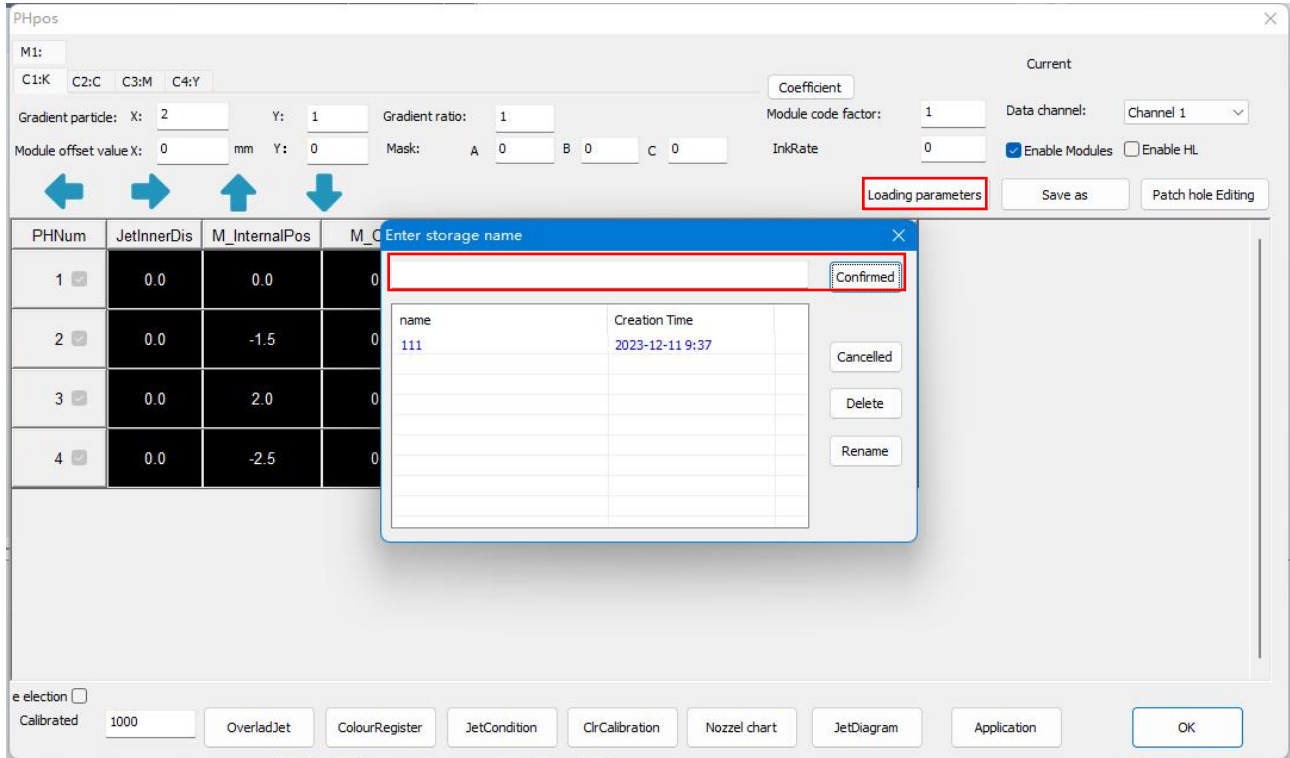 PHpos
M1:
Current
C1:K C2:C C3:M C4:Y
Coefficient
Gradient particle: X: 2 Y: 1 Gradient ratio: 1 Module code factor: 1 Data channel: Channel 1
Module offset value X: 0 mm Y: 0 Mask: A 0 B 0 C 0 InkRate 0 Enable Modules Enable HL
Loading parameters Save as Patch hole Editing
PHNum JetInnerDis M_InternalPos
Enter storage name
1 0.0 0.0 0
Confirmed
name Creation Time
2 0.0 -1.5 0
111 2023-12-11 9:37
Cancelled
3 0.0 2.0 0
Delete
4 0.0 -2.5 0
Rename
e election
Calibrated 1000 OverladJet ColourRegister JetCondition ClrCalibration Nozzel chart JetDiagram Application OK